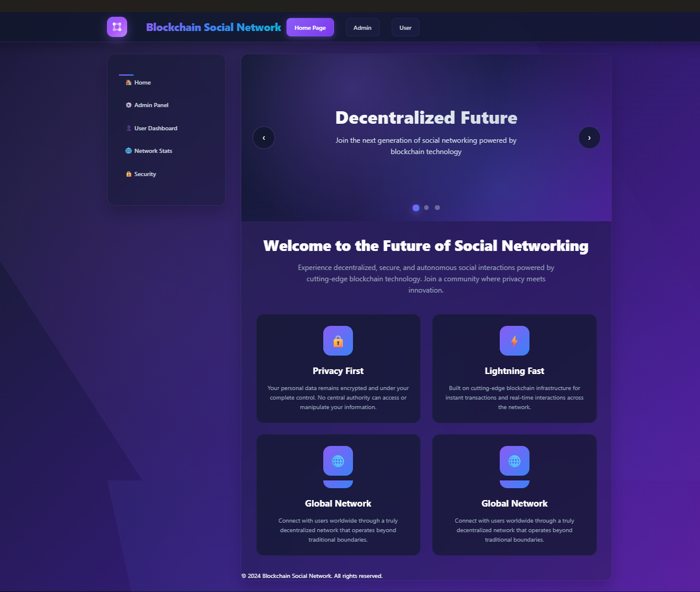 Blockchain Social Network
Home Page
Admin
User
Home
Admin Panel
User Dashboard
Network Stats
Security
Decentralized Future
Join the next generation of social networking powered by
blockchain technology
Welcome to the Future of Social Networking
Experience decentralized, secure, and autonomous social interactions powered by
cutting-edge blockchain technology. Join a community where privacy meets
innovation.
Privacy First
Your personal data remains encrypted and under your
complete control. No central authority can access or
manipulate your information.
Lightning Fast
Built on cutting-edge blockchain infrastructure for
instant transactions and real-time interactions across
the network.
Global Network
Connect with users worldwide through a truly
decentralized network that operates beyond
traditional boundaries.
Global Network
Connect with users worldwide through a truly
decentralized network that operates beyond
traditional boundaries.
© 2024 Blockchain Social Network. All rights reserved.